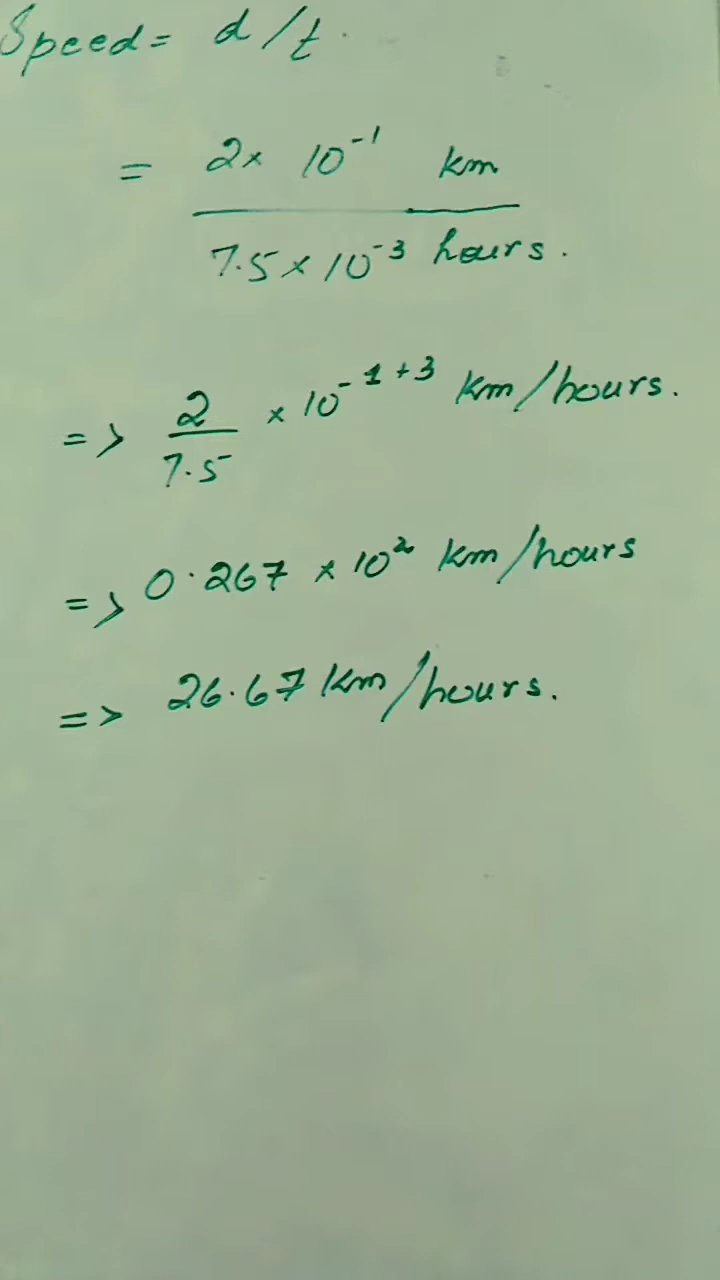 Speed = d/t.
= 2 × 10⁻¹ km
7.5 × 10⁻³ hours.
=> 2/7.5 × 10⁻¹⁺³ km/hours.
=> 0.267 × 10² km/hours
=> 26.67 km/hours.